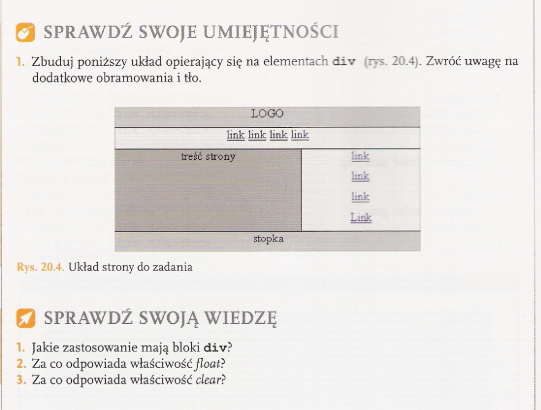 SPRAWDŹ SWOJE UMIEJĘTNOŚCI
1. Zbuduj poniższy układ opierający się na elementach div (rys. 20.4). Zwróć uwagę na
dodatkowe obramowania i tło.
LOGO
link link link link
treść strony
link
link
link
Link
stopka
Rys. 20.4. Układ strony do zadania
SPRAWDŹ SWOJĄ WIEDZĘ
1. Jakie zastosowanie mają bloki div?
2. Za co odpowiada właściwość float?
3. Za co odpowiada właściwość clear?